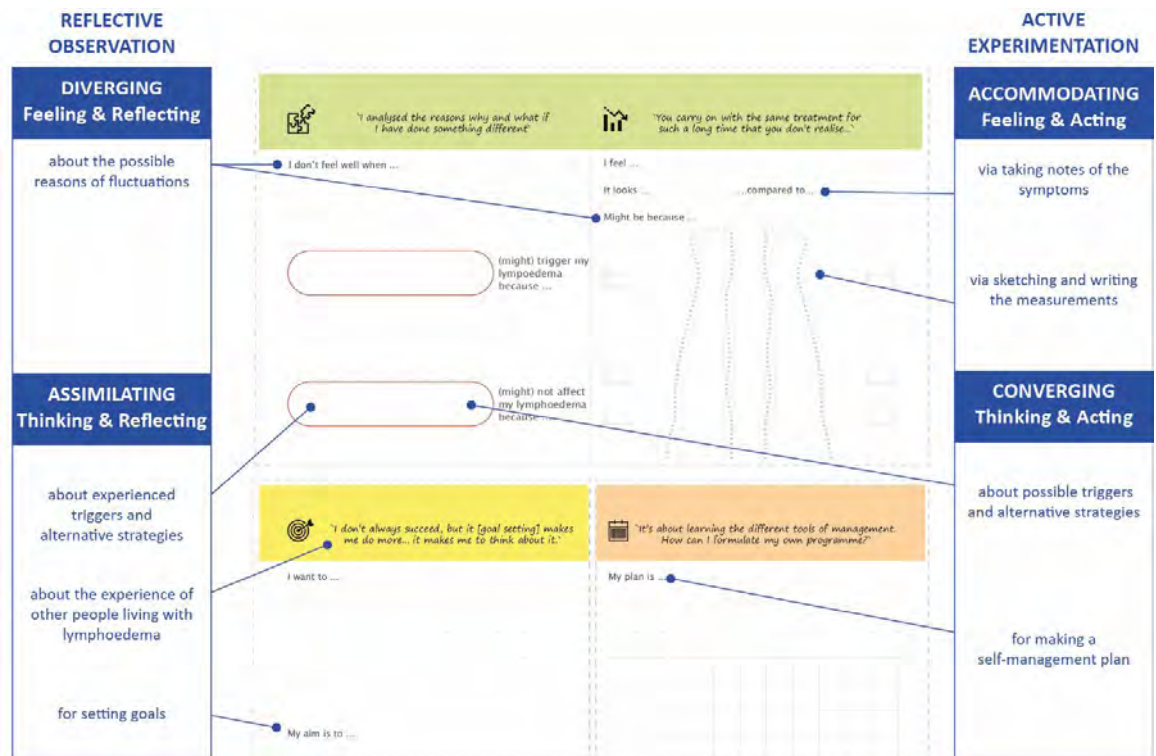 REFLECTIVE
OBSERVATION
DIVERGING
Feeling & Reflecting
about the possible
reasons of fluctuations
ASSIMILATING
Thinking & Reflecting
about experienced
triggers and
alternative strategies
about the experience of
other people living with
lymphoedema
for setting goals
'I analysed the reasons why and what if
I have done something different'
I don't feel well when ...
(might) trigger my
lympoedema
because ...
(might) not affect
my lymphoedema
because ...
'You carry on with the same treatment for
such a long time that you don't realise...'
I feel ...
It looks ... ...compared to...
Might be because ...
'I don't always succeed, but it [goal setting] makes
me do more... it makes me to think about it.'
I want to ...
My aim is to ...
'It's about learning the different tools of management.
How can I formulate my own programme?'
My plan is ...
ACTIVE
EXPERIMENTATION
ACCOMMODATING
Feeling & Acting
via taking notes of the
symptoms
via sketching and writing
the measurements
CONVERGING
Thinking & Acting
about possible triggers
and alternative strategies
for making a
self-management plan